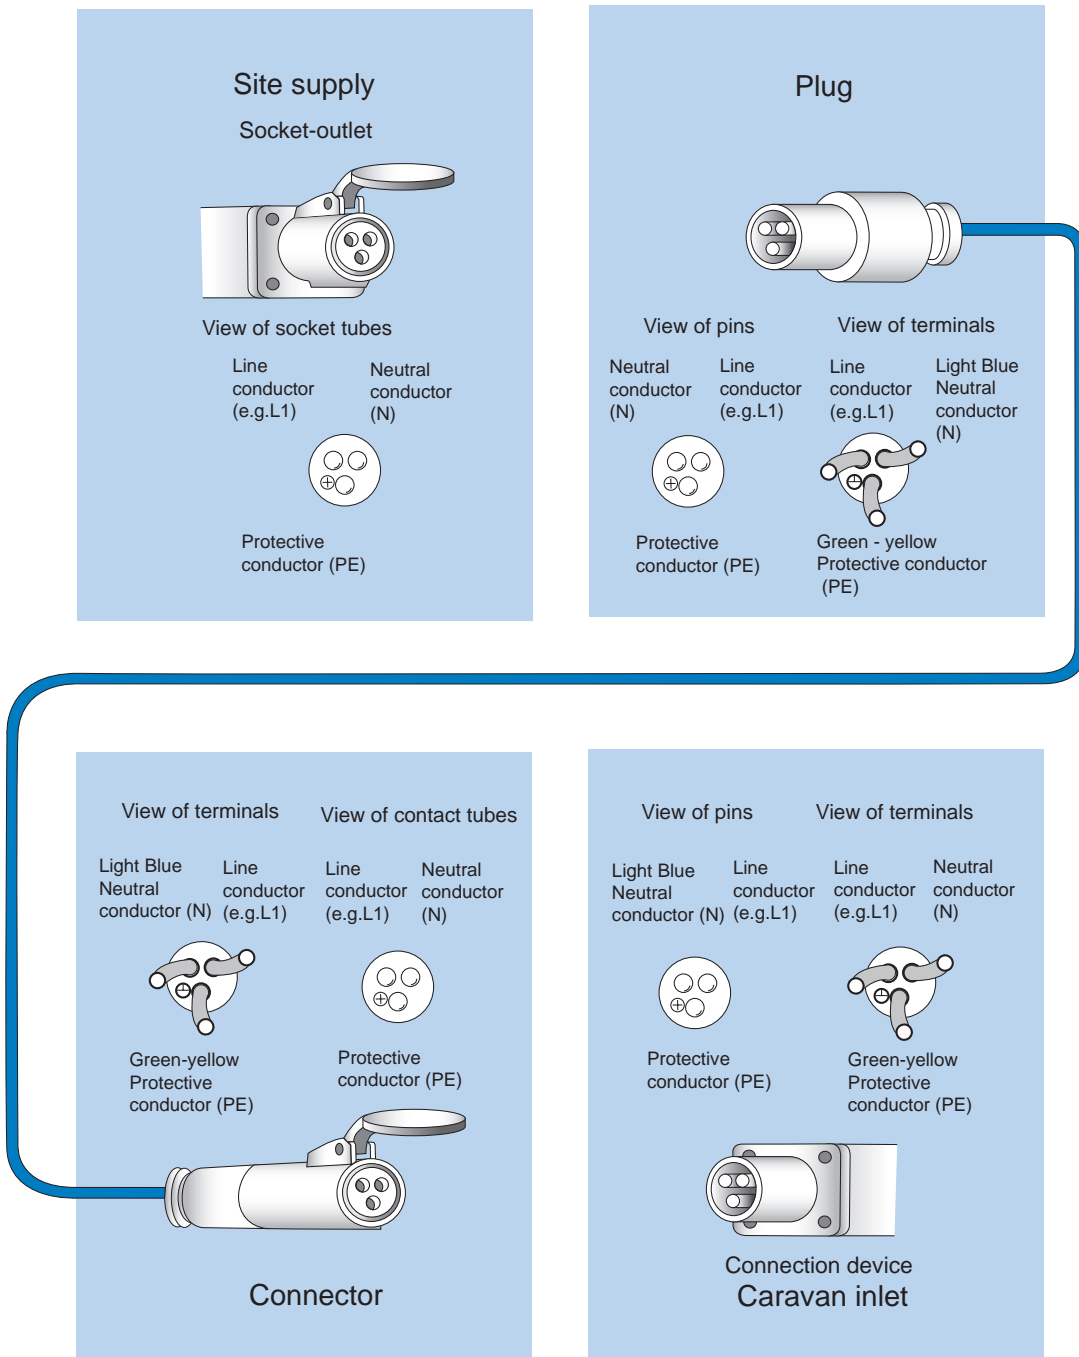 Site supply
Socket-outlet
View of socket tubes
Line
conductor
(e.g.L1)
Neutral
conductor
(N)
Protective
conductor (PE)
Plug
View of pins
View of terminals
Neutral
conductor
(N)
Line
conductor
(e.g.L1)
Line
conductor
(e.g.L1)
Light Blue
Neutral
conductor
(N)
Protective
conductor (PE)
Green - yellow
Protective conductor
(PE)
View of terminals
View of contact tubes
Light Blue
Neutral
conductor (N)
Line
conductor
(e.g.L1)
Line
conductor
(e.g.L1)
Neutral
conductor
(N)
Green-yellow
Protective
conductor (PE)
Protective
conductor (PE)
Connector
View of pins
View of terminals
Light Blue
Neutral
conductor (N)
Line
conductor
(e.g.L1)
Line
conductor
(e.g.L1)
Neutral
conductor
(N)
Protective
conductor (PE)
Green-yellow
Protective
conductor (PE)
Connection device
Caravan inlet